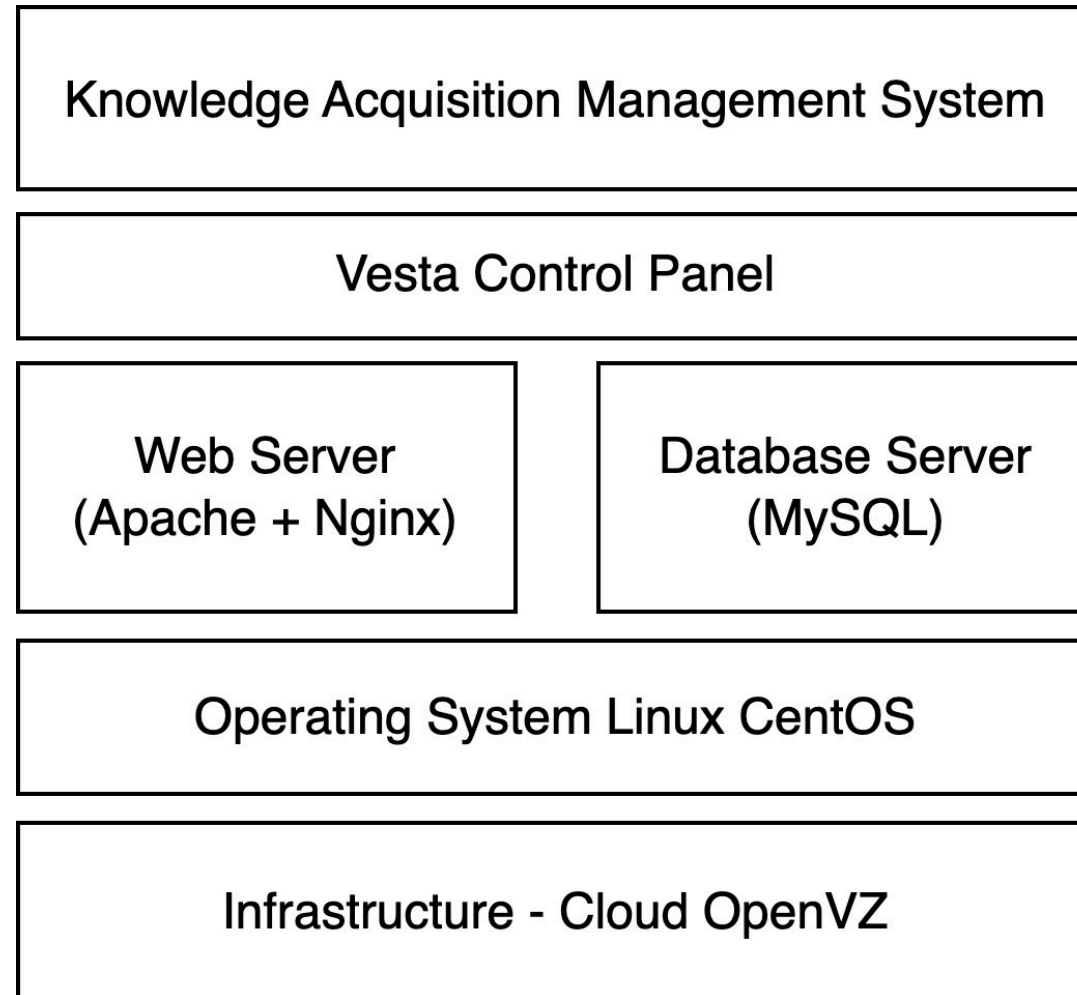 Knowledge Acquisition Management System
Vesta Control Panel
Web Server
(Apache + Nginx)
Database Server
(MySQL)
Operating System Linux CentOS
Infrastructure - Cloud OpenVZ